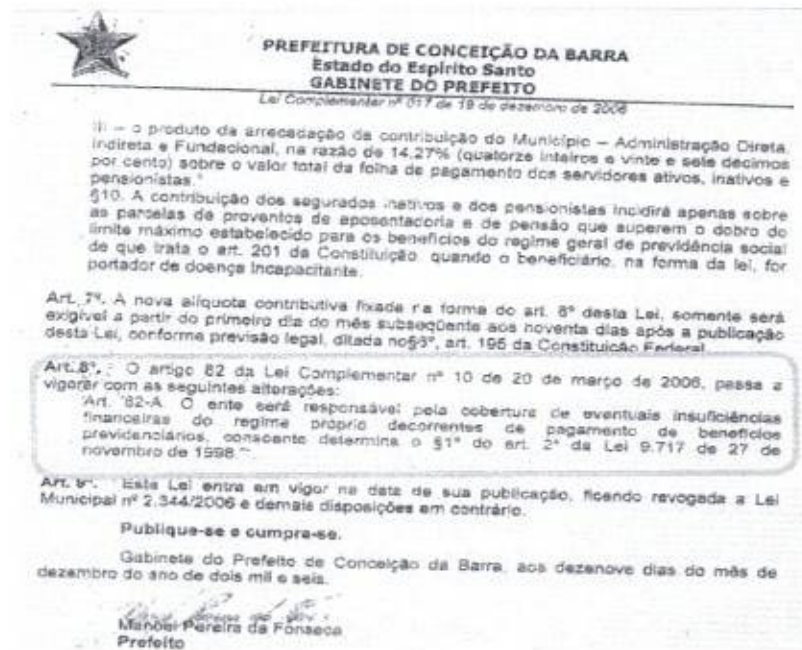 PREFEITURA DE CONCEIÇÃO DA BARRA
Estado do Espírito Santo
GABINETE DO PREFEITO
Lei Complementar nº 017 de 19 de dezembro de 2006
III – o produto da arrecadação da contribuição do Município – Administração Direta,
Indireta e Fundacional, na razão de 14,27% (quatorze inteiros e vinte e sete décimos
por cento) sobre o valor total da folha de pagamento dos servidores ativos, inativos e
pensionistas."
§10. A contribuição dos segurados inativos e dos pensionistas incidirá apenas sobre
as parcelas de proventos de aposentadoria e de pensão que superem o dobro do
limite máximo estabelecido para os benefícios do regime geral de previdência social
de que trata o art. 201 da Constituição, quando o beneficiário, na forma da lei, for
portador de doença incapacitante.
Art. 7º. A nova alíquota contributiva fixada na forma do art. 6º desta Lei, somente será
exigível a partir do primeiro dia do mês subseqüente aos noventa dias após a publicação
desta Lei, conforme previsão legal, ditada no§6º, art. 195 da Constituição Federal.
Art. 8º. : O artigo 82 da Lei Complementar nº 10 de 20 de março de 2006, passa a
vigorar com as seguintes alterações:
"Art. 82-A. O ente será responsável pela cobertura de eventuais insuficiências
financeiras do regime próprio decorrentes de pagamento de benefícios
previdenciários, consoante determina o §1º do art. 2º da Lei 9.717 de 27 de
novembro de 1998."
Art. 9º. Esta Lei entra em vigor na data de sua publicação, ficando revogada a Lei
Municipal nº 2.344/2006 e demais disposições em contrário.
Publique-se e cumpra-se.
Gabinete do Prefeito de Conceição da Barra, aos dezenove dias do mês de
dezembro do ano de dois mil e seis.
Manoel Pereira da Fonseca
Prefeito